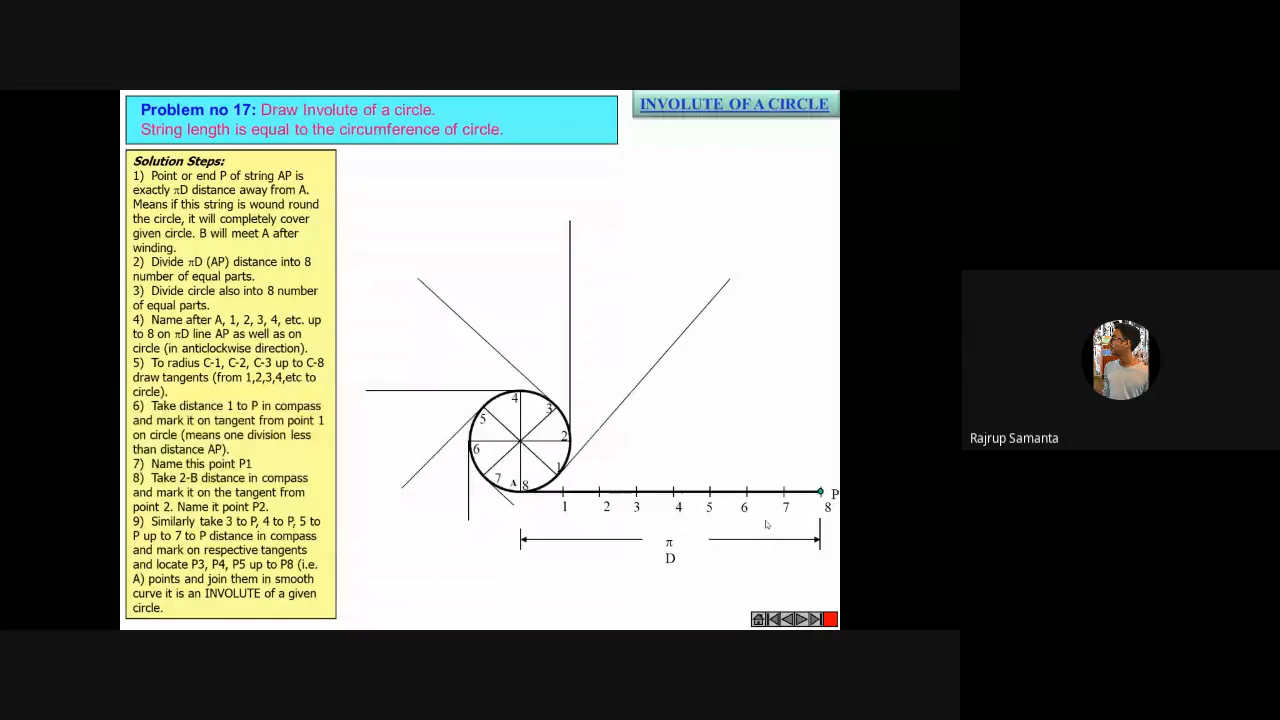 Problem no 17: Draw Involute of a circle.
String length is equal to the circumference of circle.
INVOLUTE OF A CIRCLE
Solution Steps:
1) Point or end P of string AP is
exactly πD distance away from A.
Means if this string is wound round
the circle, it will completely cover
given circle. B will meet A after
winding.
2) Divide πD (AP) distance into 8
number of equal parts.
3) Divide circle also into 8 number
of equal parts.
4) Name after A, 1, 2, 3, 4, etc. up
to 8 on πD line AP as well as on
circle (in anticlockwise direction).
5) To radius C-1, C-2, C-3 up to C-8
draw tangents (from 1,2,3,4,etc to
circle).
6) Take distance 1 to P in compass
and mark it on tangent from point 1
on circle (means one division less
than distance AP).
7) Name this point P1
8) Take 2-B distance in compass
and mark it on the tangent from
point 2. Name it point P2.
9) Similarly take 3 to P, 4 to P, 5 to
P up to 7 to P distance in compass
and mark on respective tangents
and locate P3, P4, P5 up to P8 (i.e.
A) points and join them in smooth
curve it is an INVOLUTE of a given
circle.
4
3
5
2
6
1
7 A 8
P
1 2 3 4 5 6 7 8
π
D
Rajrup Samanta